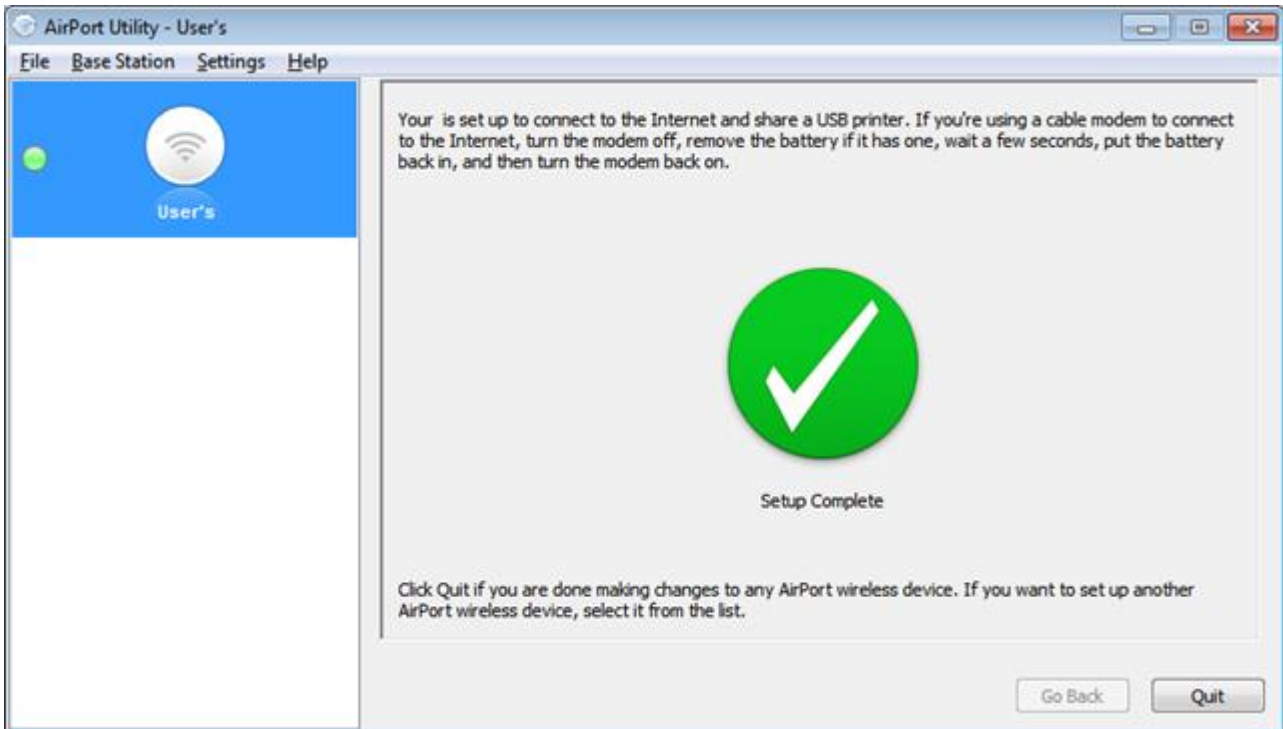 AirPort Utility - User's
File Base Station Settings Help
User's
Your is set up to connect to the Internet and share a USB printer. If you're using a cable modem to connect
to the Internet, turn the modem off, remove the battery if it has one, wait a few seconds, put the battery
back in, and then turn the modem back on.
Setup Complete
Click Quit if you are done making changes to any AirPort wireless device. If you want to set up another
AirPort wireless device, select it from the list.
Go Back Quit